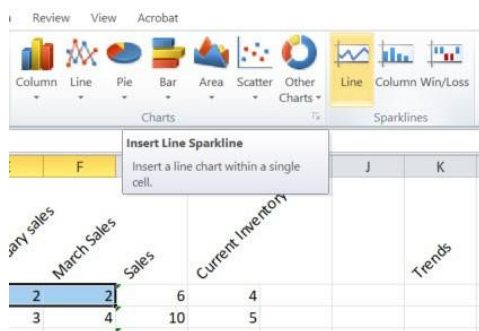 Review View Acrobat
Column Line Pie Bar Area Scatter Other Charts
Line Column Win/Loss
Charts
Sparklines
Insert Line Sparkline
Insert a line chart within a single
cell.
F J K
March Sales
Sales
Current Inventory
Trends
2 2 6 4
3 4 10 5